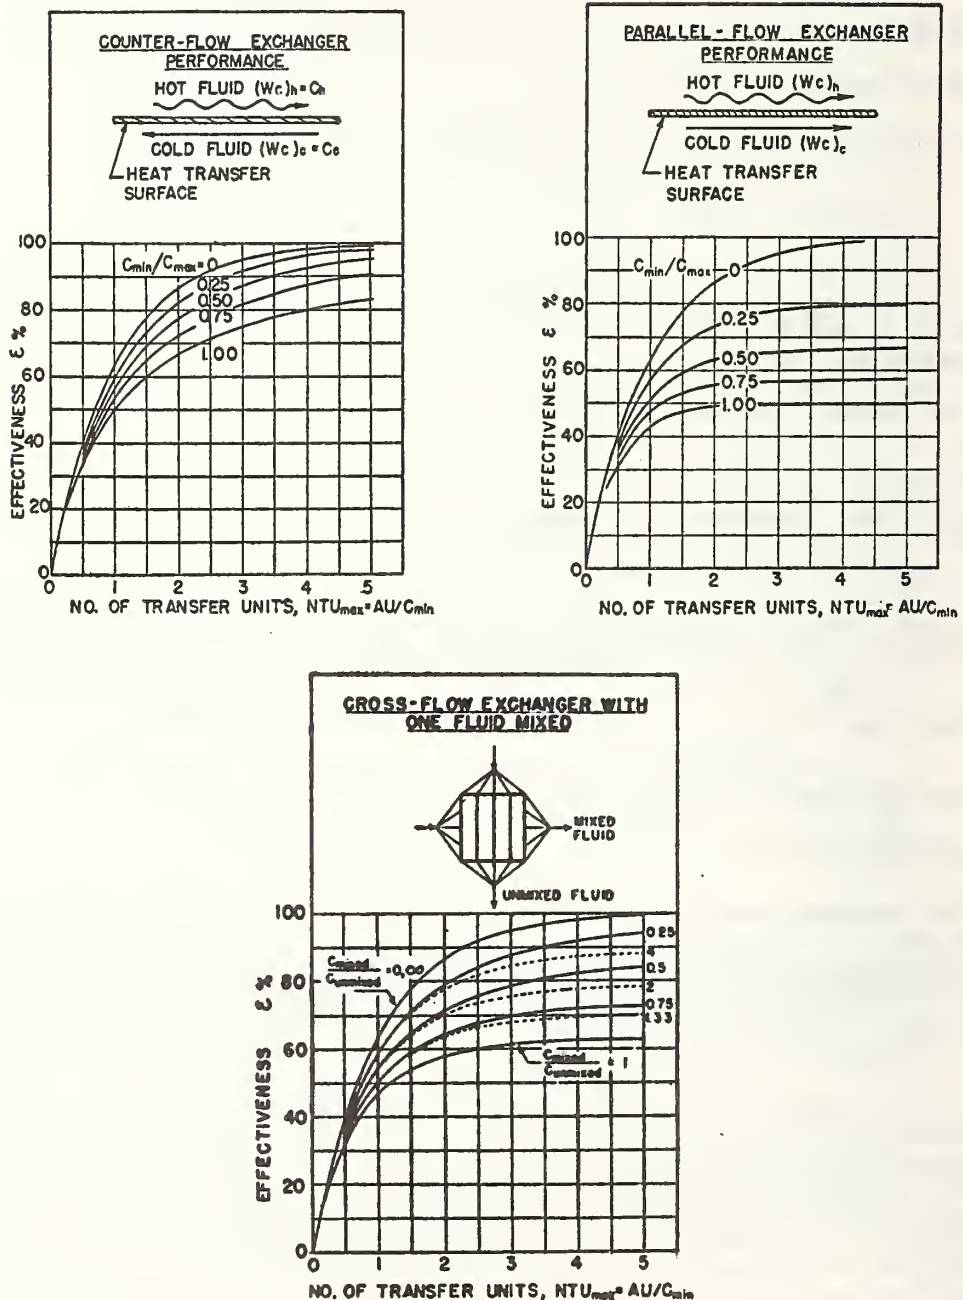 COUNTER-FLOW EXCHANGER
PERFORMANCE
HOT FLUID (Wc)h = Ch
COLD FLUID (Wc)c = Cc
HEAT TRANSFER
SURFACE
100
80
60
40
20
0
EFFECTIVENESS ε %
Cmin/Cmax = 0
0.25
0.50
0.75
1.00
0 1 2 3 4 5
NO. OF TRANSFER UNITS, NTUmax = AU/Cmin
PARALLEL-FLOW EXCHANGER
PERFORMANCE
HOT FLUID (Wc)h
COLD FLUID (Wc)c
HEAT TRANSFER
SURFACE
100
80
60
40
20
0
EFFECTIVENESS ε %
Cmin/Cmax 0
0.25
0.50
0.75
1.00
0 1 2 3 4 5
NO. OF TRANSFER UNITS, NTUmax = AU/Cmin
CROSS-FLOW EXCHANGER WITH
ONE FLUID MIXED
MIXED
FLUID
UNMIXED FLUID
100
80
60
40
20
0
EFFECTIVENESS ε %
Cmixed/Cunmixed = 0,00
0.25
4
0.5
2
0.75
1.33
Cmixed/Cunmixed = 1
0 1 2 3 4 5
NO. OF TRANSFER UNITS, NTUmax = AU/Cmin